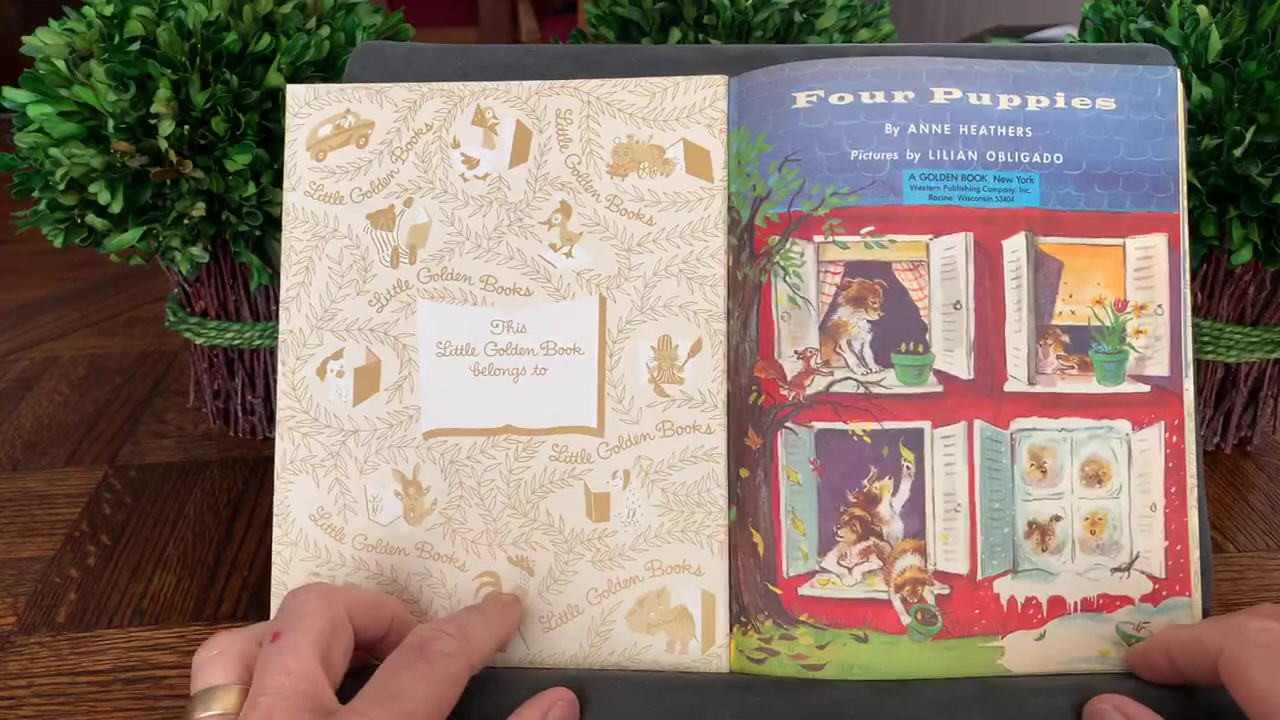 Little Golden Books
Little Golden Books
Little Golden Books
This
Little Golden Book
belongs to
Little Golden Books
Little Golden Books
Little Golden Books
Four Puppies
By ANNE HEATHERS
Pictures by LILIAN OBLIGADO
A GOLDEN BOOK, New York
Western Publishing Company, Inc.
Racine, Wisconsin 53404